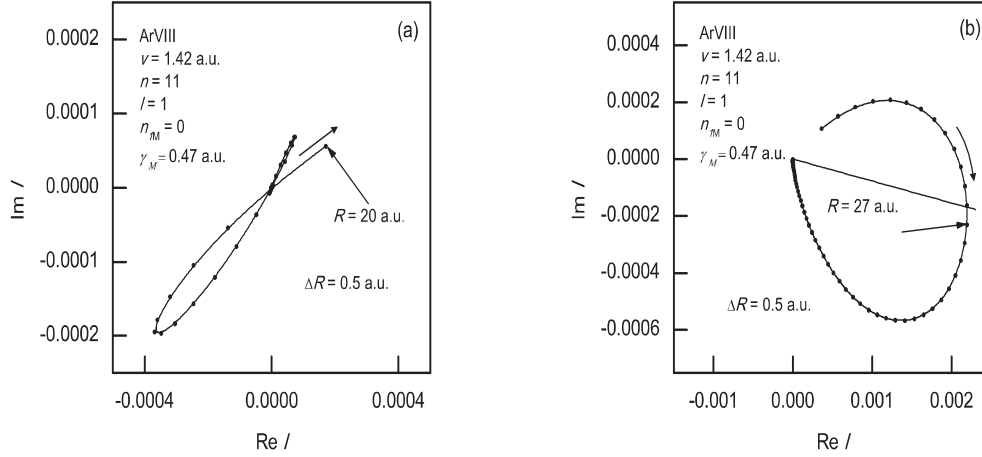 (a)
ArVIII
v = 1.42 a.u.
n = 11
l = 1
n_fM = 0
γ_M = 0.47 a.u.
R = 20 a.u.
ΔR = 0.5 a.u.
0.0002
0.0001
0.0000
-0.0001
-0.0002
Im I
-0.0004 0.0000 0.0004
Re I
(b)
ArVIII
v = 1.42 a.u.
n = 11
l = 1
n_fM = 0
γ_M = 0.47 a.u.
R = 27 a.u.
ΔR = 0.5 a.u.
0.0004
0.0002
0.0000
-0.0002
-0.0004
-0.0006
Im I
-0.001 0.000 0.001 0.002
Re I